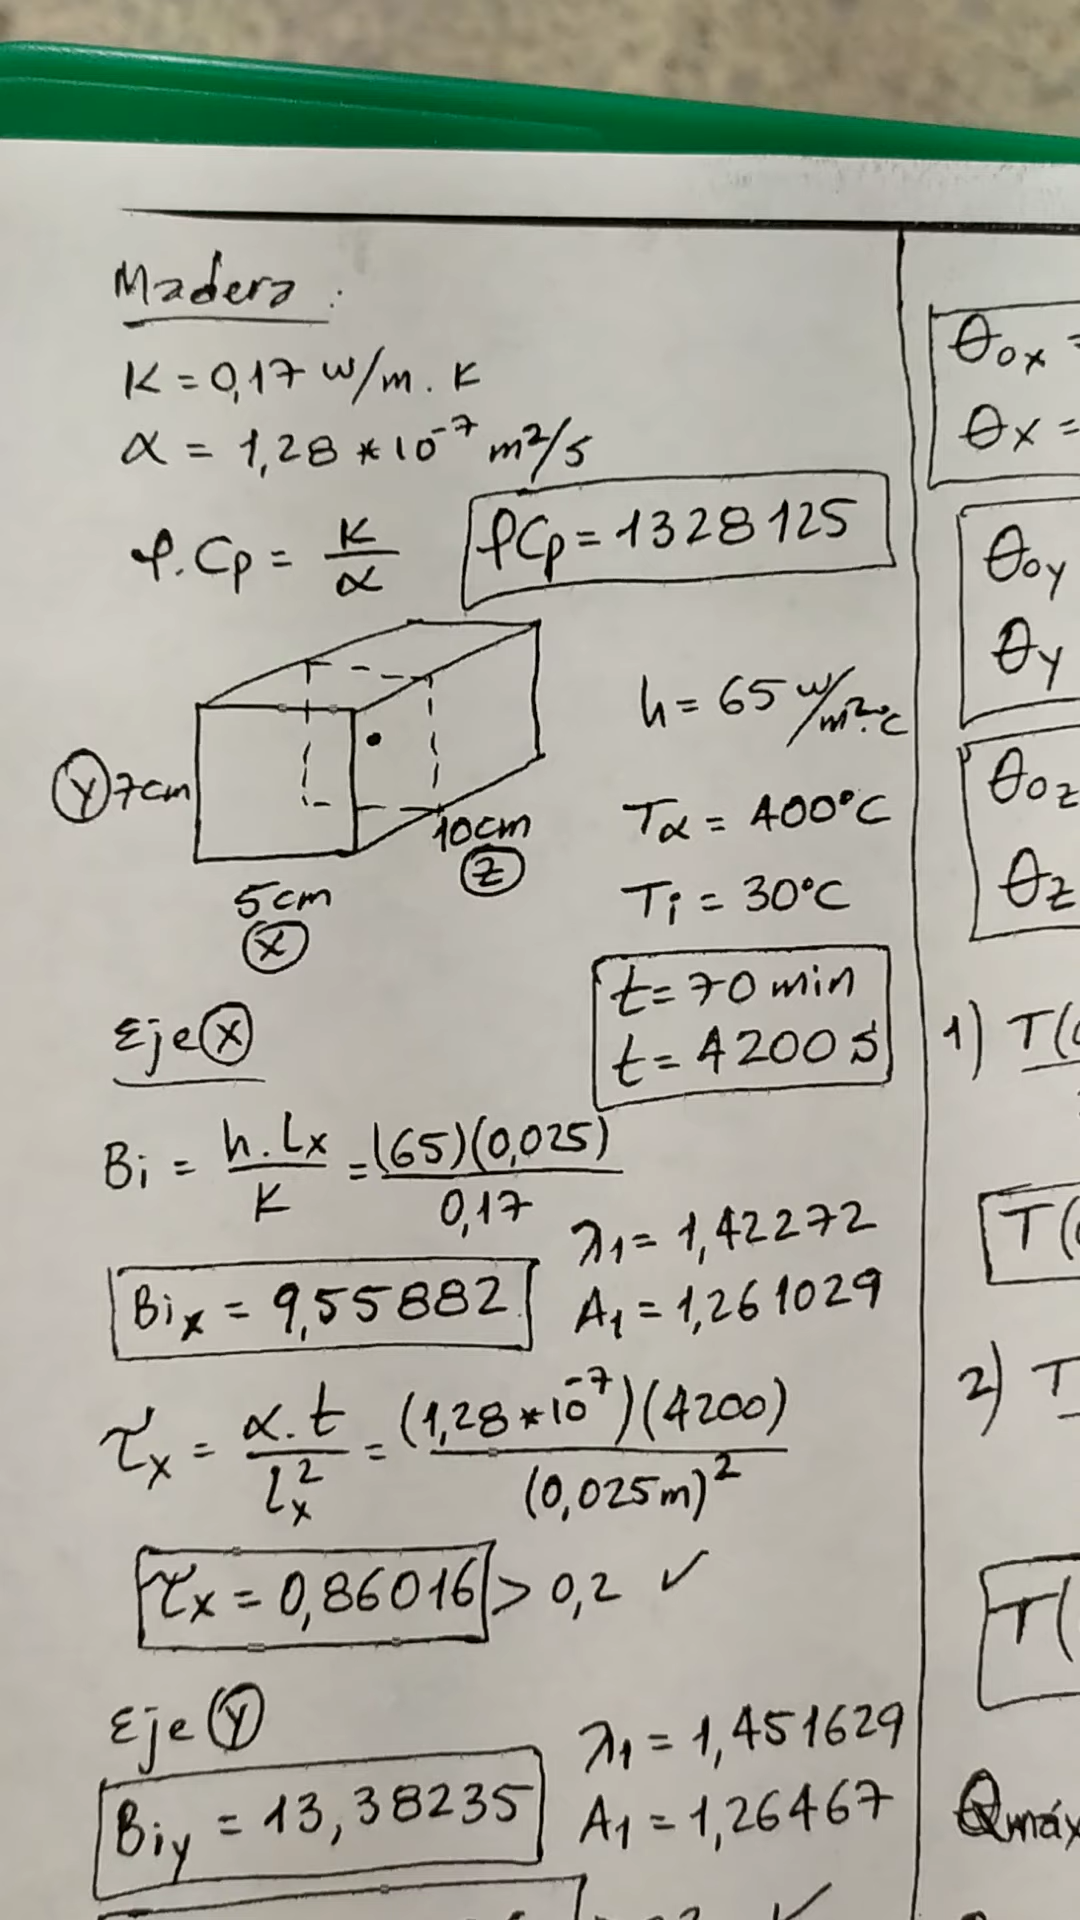 Madera:
K = 0,17 w/m.K
α = 1,28*10⁻⁷ m²/s
ρ.Cp = K/α
ρCp = 1328125
Y 7cm
10cm
Z
5cm
X
h = 65 w/m².°C
Tα = 400°C
Ti = 30°C
t = 70 min
t = 4200 s
Eje X
Bi = h.Lx/K = (65)(0,025)/0,17
λ1 = 1,42272
Bix = 9,55882
A1 = 1,261029
τx = α.t/Lx² = (1,28*10⁻⁷)(4200)/(0,025m)²
τx = 0,86016 > 0,2 ✓
Eje Y
λ1 = 1,451629
Biy = 13,38235
A1 = 1,26467
θox =
θx =
θoy
θy
θoz
θz
1) T(
T(
2) T
T(
Qmáx